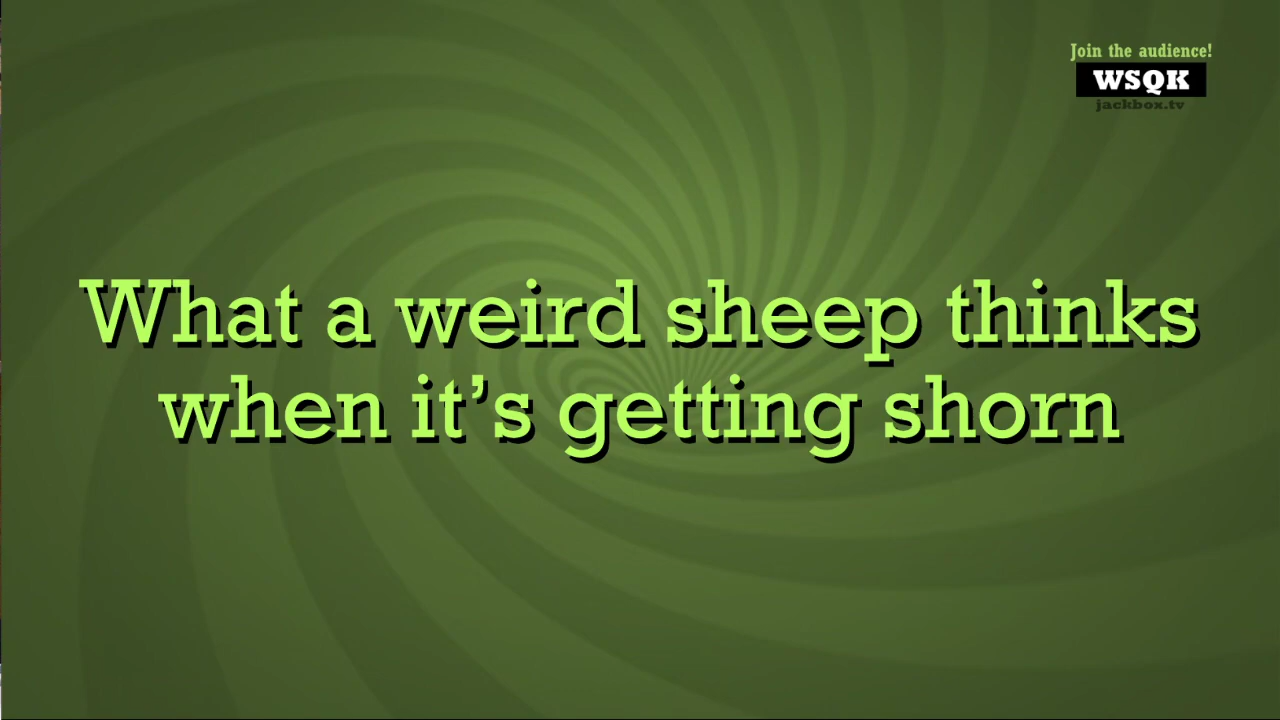 Join the audience!
WSQK
jackbox.tv
What a weird sheep thinks
when it’s getting shorn